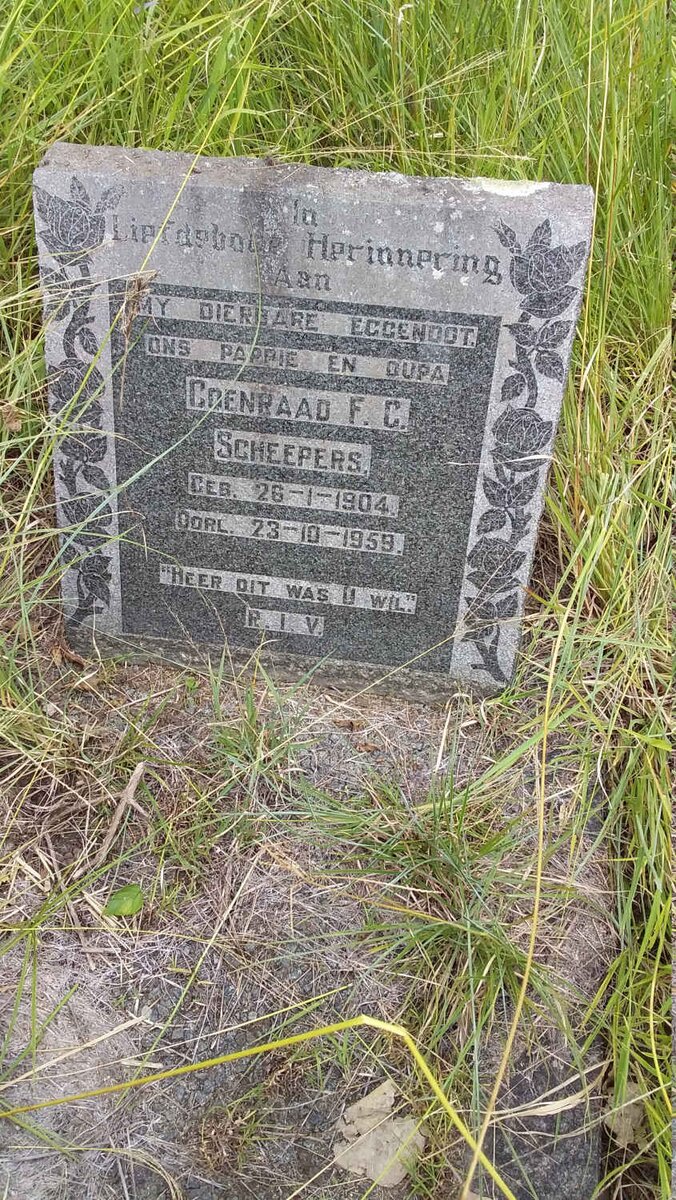 In
Liefdebolle Herinnering
Aan
MY DIERBARE EGGENOOT,
ONS PAPPIE EN OUPA
COENRAAD F. C.
SCHEEPERS,
GEB. 26-1-1904.
OORL. 23-10-1959.
"HEER DIT WAS U WIL."
R. I. V.